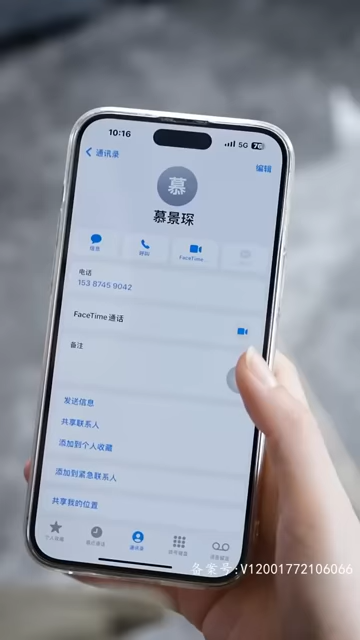 10:16
5G 76
通讯录
编辑
慕
慕景琛
信息
呼叫
FaceTime
电话
153 8745 9042
FaceTime 通话
备注
发送信息
共享联系人
添加到个人收藏
添加到紧急联系人
共享我的位置
个人收藏
最近通话
通讯录
拨号键盘
语音留言
备案号:V12001772106066